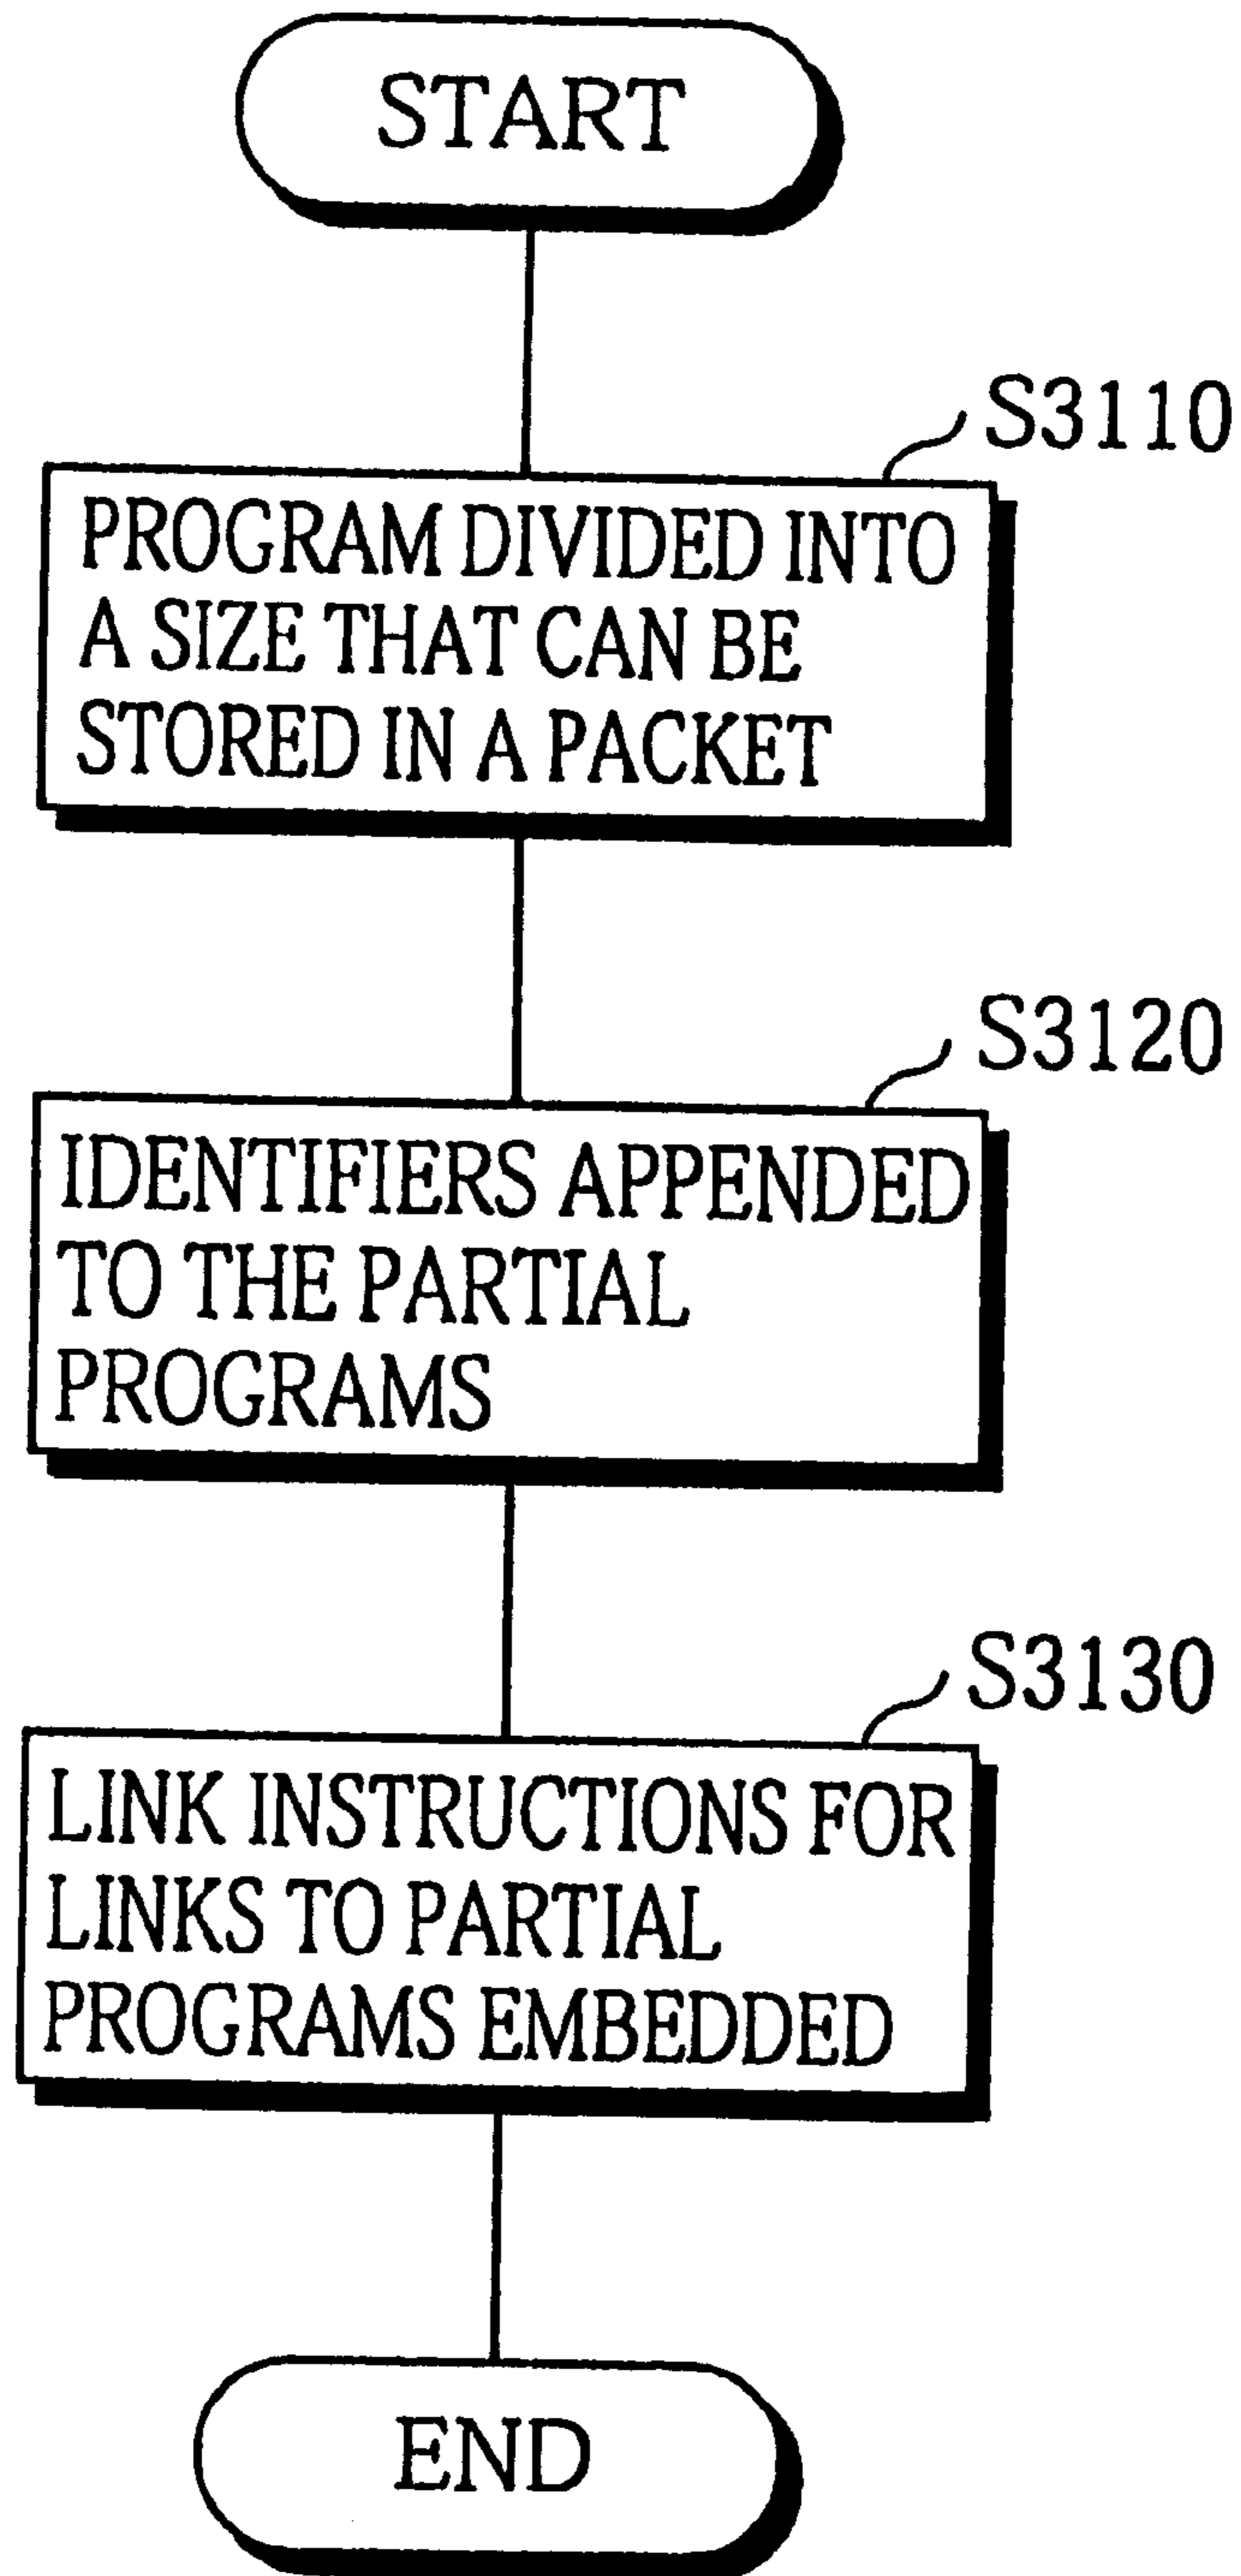 START
S3110
PROGRAM DIVIDED INTO
A SIZE THAT CAN BE
STORED IN A PACKET
S3120
IDENTIFIERS APPENDED
TO THE PARTIAL
PROGRAMS
S3130
LINK INSTRUCTIONS FOR
LINKS TO PARTIAL
PROGRAMS EMBEDDED
END